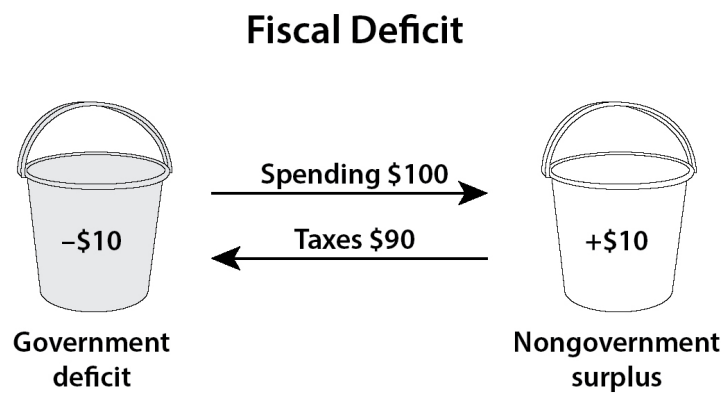 Fiscal Deficit
Spending $100
–$10
Taxes $90
+$10
Government
deficit
Nongovernment
surplus